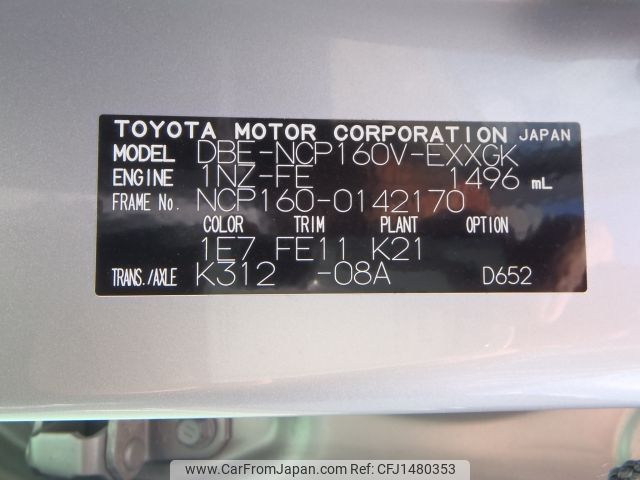 TOYOTA MOTOR CORPORATION JAPAN
MODEL DBE-NCP160V-EXXGK
ENGINE 1NZ-FE 1496 mL
FRAME No. NCP160-0142170
COLOR TRIM PLANT OPTION
1E7 FE11 K21
TRANS./AXLE K312 -08A D652
www.CarFromJapan.com Ref No: CFJ1480353